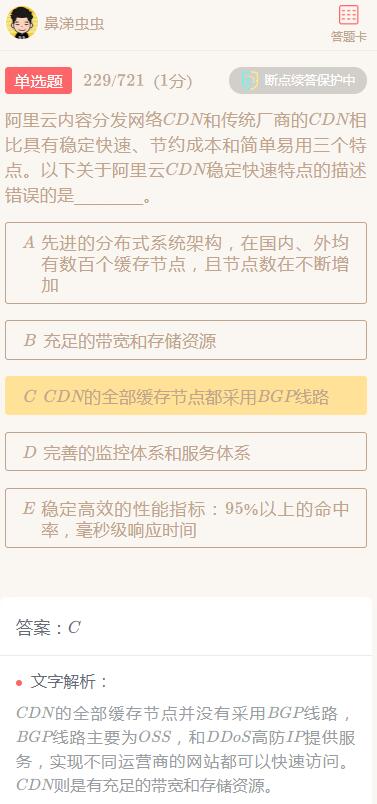 鼻涕虫虫
答题卡
单选题 229/721 (1分)
断点续答保护中
阿里云内容分发网络CDN和传统厂商的CDN相
比具有稳定快速、节约成本和简单易用三个特
点。以下关于阿里云CDN稳定快速特点的描述
错误的是________。
A 先进的分布式系统架构，在国内、外均
有数百个缓存节点，且节点数在不断增
加
B 充足的带宽和存储资源
C CDN的全部缓存节点都采用BGP线路
D 完善的监控体系和服务体系
E 稳定高效的性能指标：95%以上的命中
率，毫秒级响应时间
答案：C
文字解析：
CDN的全部缓存节点并没有采用BGP线路，
BGP线路主要为OSS，和DDoS高防IP提供服
务，实现不同运营商的网站都可以快速访问。
CDN则是有充足的带宽和存储资源。